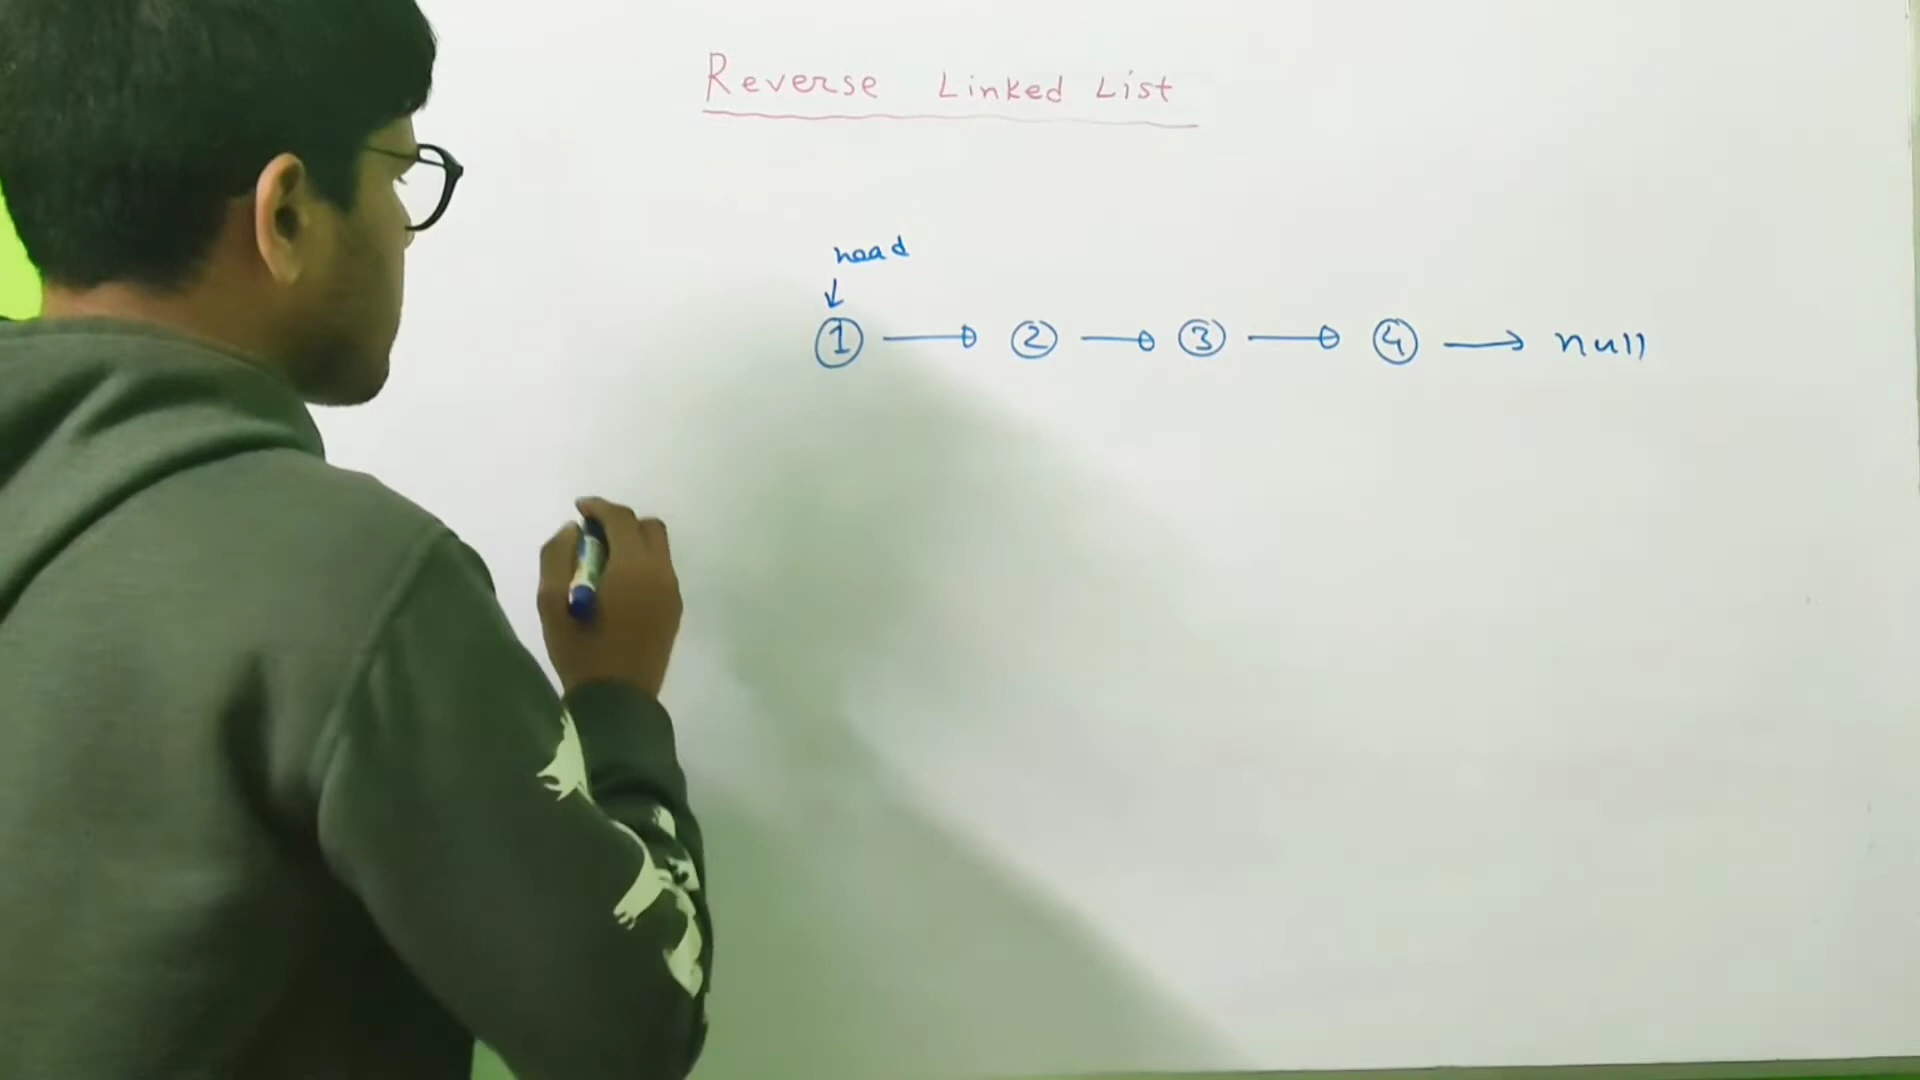 Reverse Linked List
head
1 → 2 → 3 → 4 → null